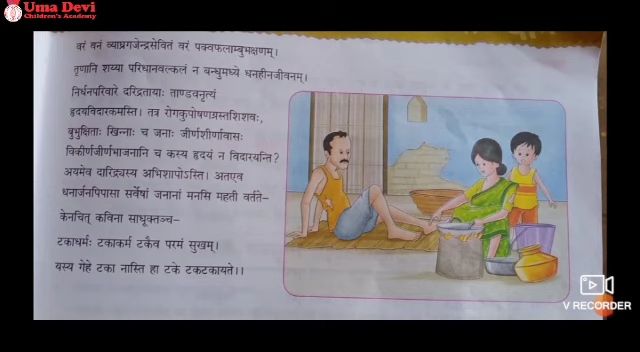 Uma Devi
Children's Academy
वरं वनं व्याघ्रगजेन्द्रसेवितं वरं पक्वफलाम्बुभक्षणम्।
तृणानि शय्या परिधानवल्कलं न बन्धुमध्ये धनहीनजीवनम्।
निर्धनपरिवारे दरिद्रतायाः ताण्डवनृत्यं
हृदयविदारकमस्ति। तत्र रोगकुपोषणग्रस्तशिशवः,
बुभुक्षिताः खिन्नाः च जनाः जीर्णशीर्णावासः
विकीर्णजीर्णभाजनानि च कस्य हृदयं न विदारयन्ति?
अयमेव दारिद्र्यस्य अभिशापोऽस्ति। अतएव
धनार्जनपिपासा सर्वेषां जनानां मनसि महती वर्तते–
केनचित् कविना साधूक्तञ्च–
टकाधर्मः टकाकर्म टकैव परमं सुखम्।
यस्य गेहे टका नास्ति हा टके टकटकायते।।
V RECORDER